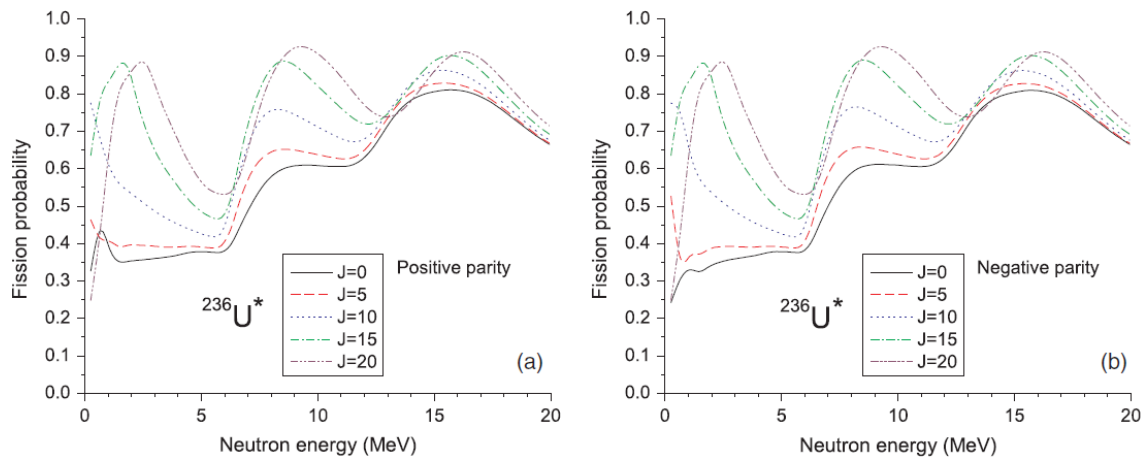 1.0
0.9
0.8
0.7
0.6
0.5
0.4
0.3
0.2
0.1
0.0
Fission probability
0
5
10
15
20
Neutron energy (MeV)
236U*
J=0
J=5
J=10
J=15
J=20
Positive parity
(a)
1.0
0.9
0.8
0.7
0.6
0.5
0.4
0.3
0.2
0.1
0.0
Fission probability
0
5
10
15
20
Neutron energy (MeV)
236U*
J=0
J=5
J=10
J=15
J=20
Negative parity
(b)